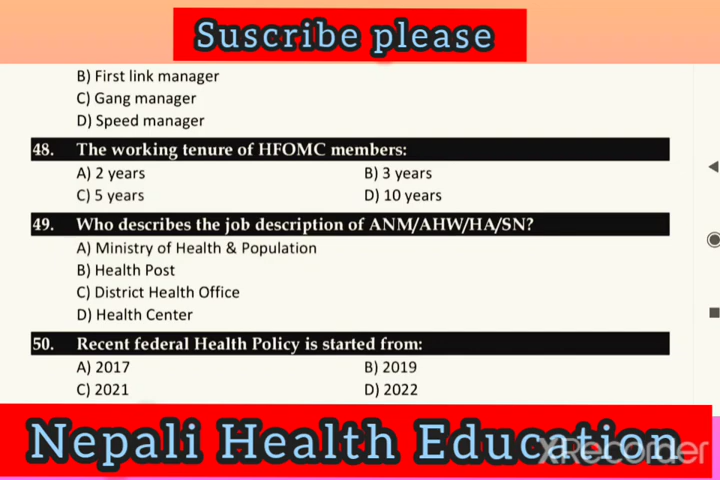 Suscribe please
B) First link manager
C) Gang manager
D) Speed manager
48. The working tenure of HFOMC members:
A) 2 years B) 3 years
C) 5 years D) 10 years
49. Who describes the job description of ANM/AHW/HA/SN?
A) Ministry of Health & Population
B) Health Post
C) District Health Office
D) Health Center
50. Recent federal Health Policy is started from:
A) 2017 B) 2019
C) 2021 D) 2022
Nepali Health Education
XRecorder